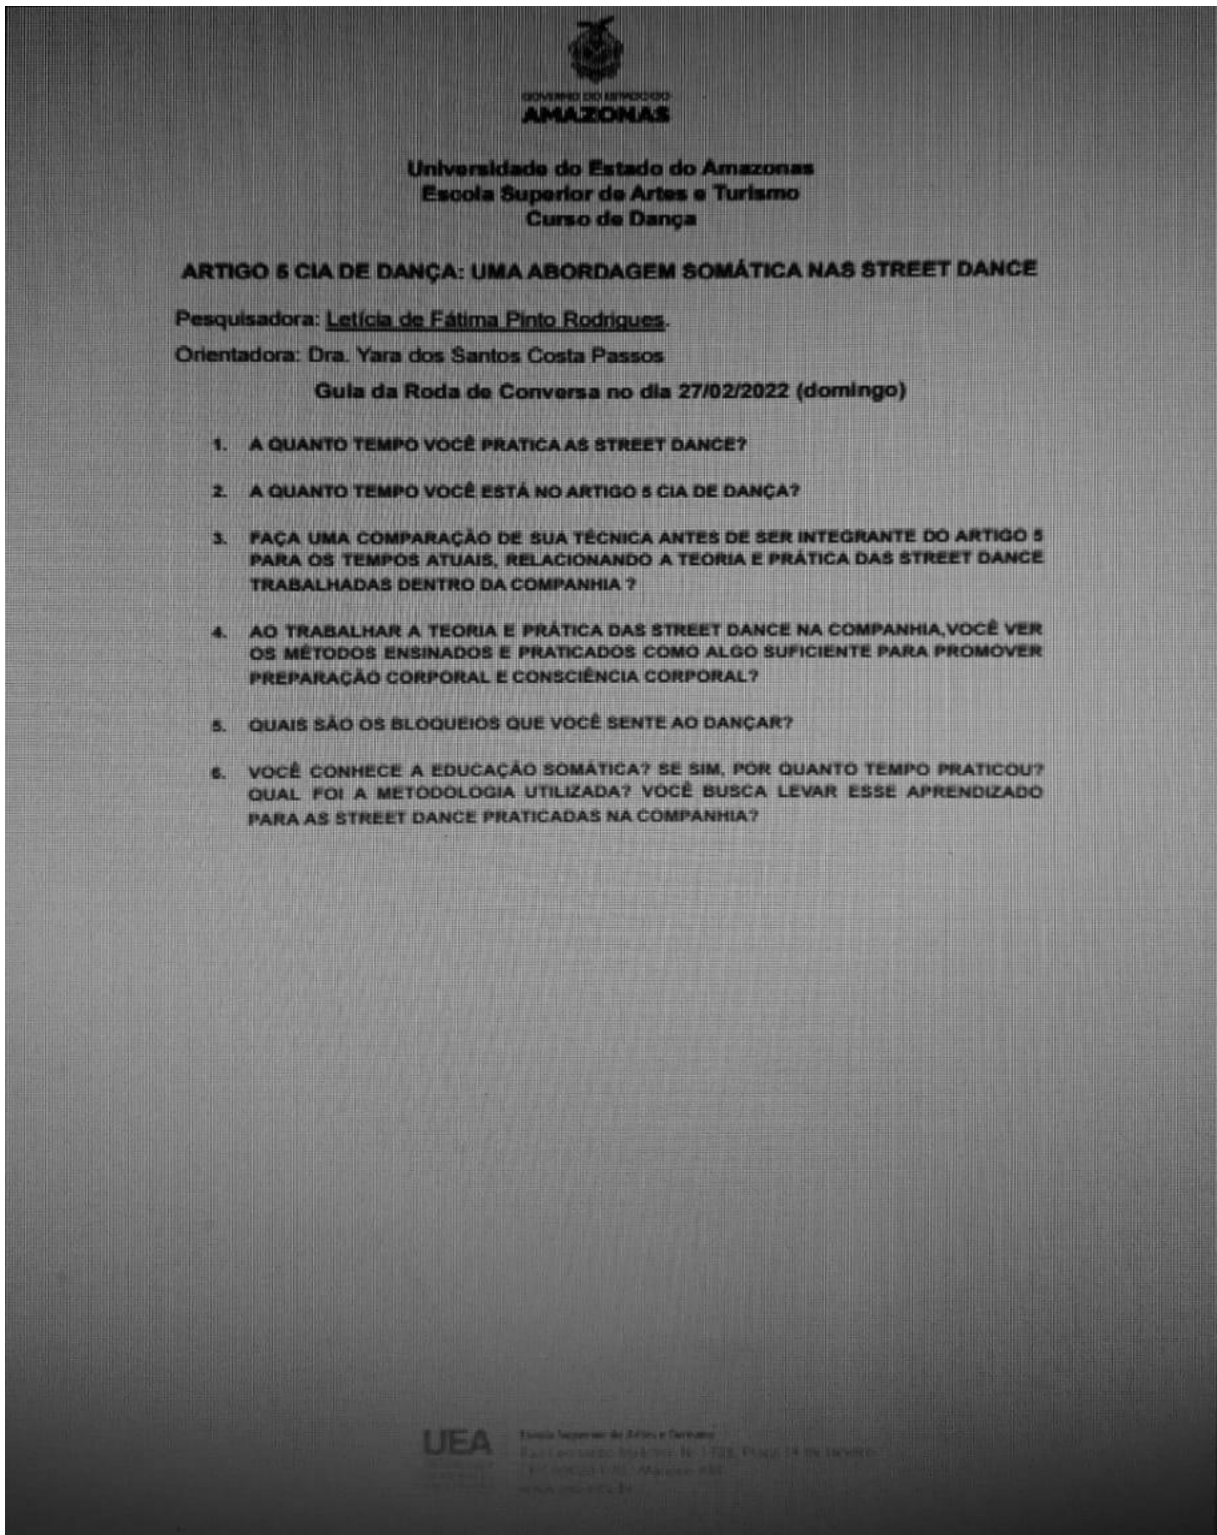 GOVERNO DO ESTADO DO
AMAZONAS
Universidade do Estado do Amazonas
Escola Superior de Artes e Turismo
Curso de Dança
ARTIGO 5 CIA DE DANÇA: UMA ABORDAGEM SOMÁTICA NAS STREET DANCE
Pesquisadora: Letícia de Fátima Pinto Rodrigues.
Orientadora: Dra. Yara dos Santos Costa Passos
Guia da Roda de Conversa no dia 27/02/2022 (domingo)
1. A QUANTO TEMPO VOCÊ PRATICA AS STREET DANCE?
2. A QUANTO TEMPO VOCÊ ESTÁ NO ARTIGO 5 CIA DE DANÇA?
3. FAÇA UMA COMPARAÇÃO DE SUA TÉCNICA ANTES DE SER INTEGRANTE DO ARTIGO 5
PARA OS TEMPOS ATUAIS, RELACIONANDO A TEORIA E PRÁTICA DAS STREET DANCE
TRABALHADAS DENTRO DA COMPANHIA ?
4. AO TRABALHAR A TEORIA E PRÁTICA DAS STREET DANCE NA COMPANHIA,VOCÊ VER
OS MÉTODOS ENSINADOS E PRATICADOS COMO ALGO SUFICIENTE PARA PROMOVER
PREPARAÇÃO CORPORAL E CONSCIÊNCIA CORPORAL?
5. QUAIS SÃO OS BLOQUEIOS QUE VOCÊ SENTE AO DANÇAR?
6. VOCÊ CONHECE A EDUCAÇÃO SOMÁTICA? SE SIM, POR QUANTO TEMPO PRATICOU?
QUAL FOI A METODOLOGIA UTILIZADA? VOCÊ BUSCA LEVAR ESSE APRENDIZADO
PARA AS STREET DANCE PRATICADAS NA COMPANHIA?
UEA
Escola Superior de Artes e Turismo